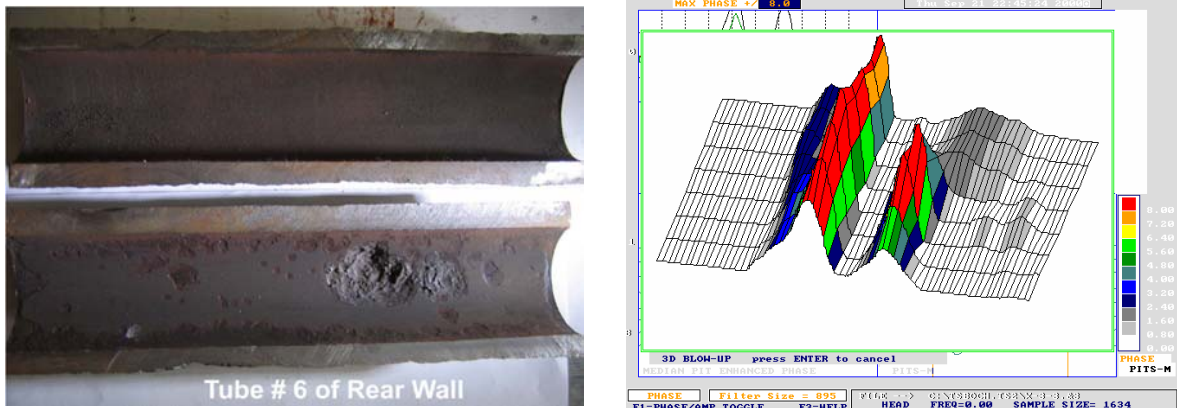 Tube # 6 of Rear Wall
MAX PHASE +/ 8.0
Thu Sep 21 22:45:24 2000
8.00
7.20
6.40
5.60
4.80
4.00
3.20
2.40
1.60
0.80
0.00
3D BLOW-UP press ENTER to cancel
PHASE
MEDIAN PIT ENHANCED PHASE PITS-M
PITS-M
PHASE Filter Size = 895
F1=PHASE/AMP TOGGLE F3=HELP HEAD FREQ=0.00 SAMPLE SIZE= 1634